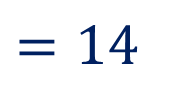 = 14